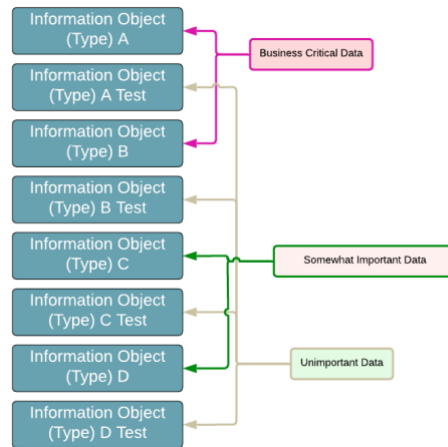 Information Object
(Type) A
Business Critical Data
Information Object
(Type) A Test
Information Object
(Type) B
Information Object
(Type) B Test
Information Object
(Type) C
Somewhat Important Data
Information Object
(Type) C Test
Information Object
(Type) D
Unimportant Data
Information Object
(Type) D Test